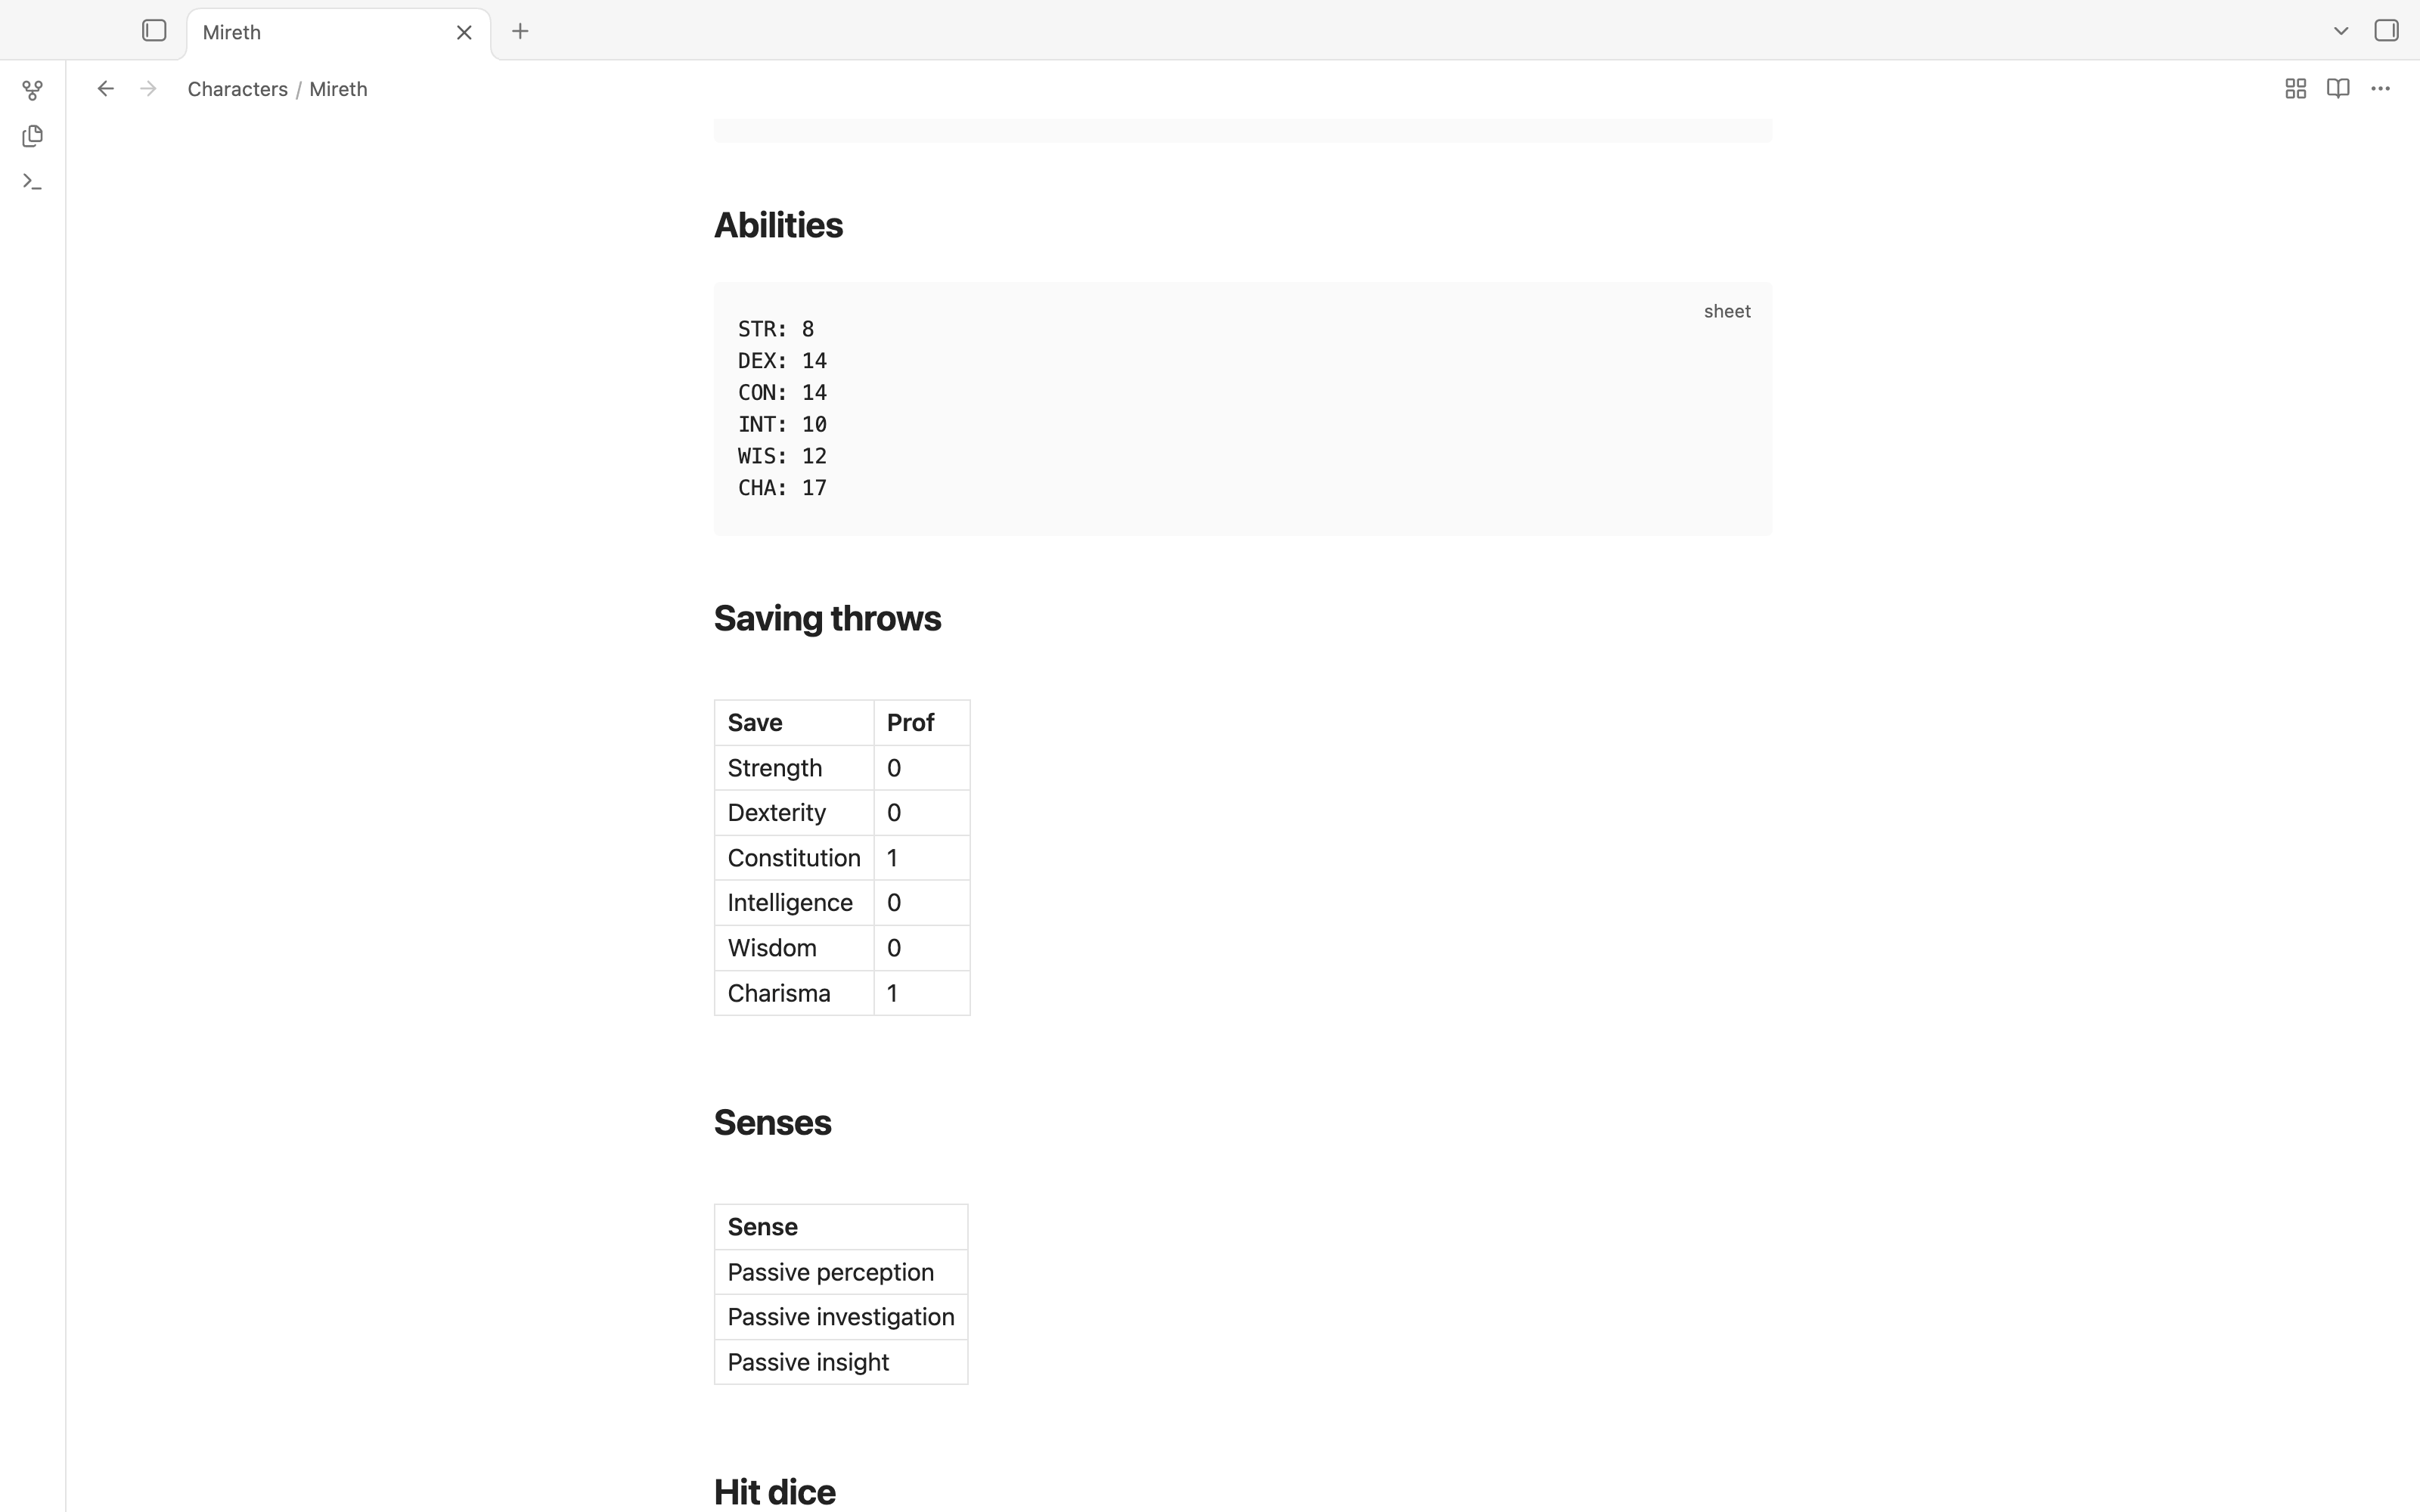 Mireth
Characters / Mireth
Abilities
sheet
STR: 8
DEX: 14
CON: 14
INT: 10
WIS: 12
CHA: 17
Saving throws
Save Prof
Strength 0
Dexterity 0
Constitution 1
Intelligence 0
Wisdom 0
Charisma 1
Senses
Sense
Passive perception
Passive investigation
Passive insight
Hit dice